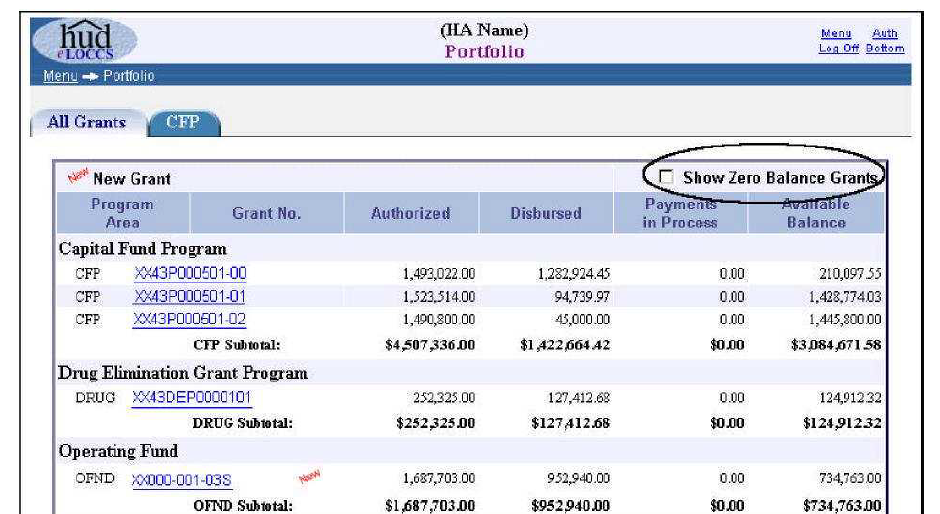 hud
eLOCCS
(HA Name)
Portfolio
Menu Auth
Log Off Bottom
Menu Portfolio
All Grants CFP
New New Grant Show Zero Balance Grants
Program Area Grant No. Authorized Disbursed Payments in Process Available Balance
Capital Fund Program
CFP XX43P000501-00 1,493,022.00 1,282,924.45 0.00 210,097.55
CFP XX43P000501-01 1,523,514.00 94,739.97 0.00 1,428,774.03
CFP XX43P000501-02 1,490,800.00 45,000.00 0.00 1,445,800.00
CFP Subtotal: $4,507,336.00 $1,422,664.42 $0.00 $3,084,671.58
Drug Elimination Grant Program
DRUG XX43DEP0000101 252,325.00 127,412.68 0.00 124,912.32
DRUG Subtotal: $252,325.00 $127,412.68 $0.00 $124,912.32
Operating Fund
OFND XX000-001-03S New 1,687,703.00 952,940.00 0.00 734,763.00
OFND Subtotal: $1,687,703.00 $952,940.00 $0.00 $734,763.00